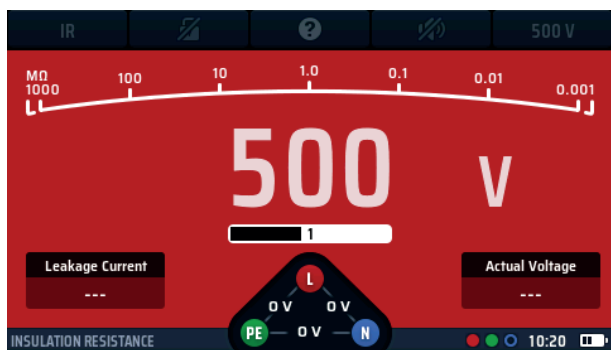 IR ? 500 V
MΩ
1000 100 10 1.0 0.1 0.01 0.001
500 V
1
Leakage Current
---
Actual Voltage
---
L
0 V 0 V
PE 0 V N
INSULATION RESISTANCE 10:20